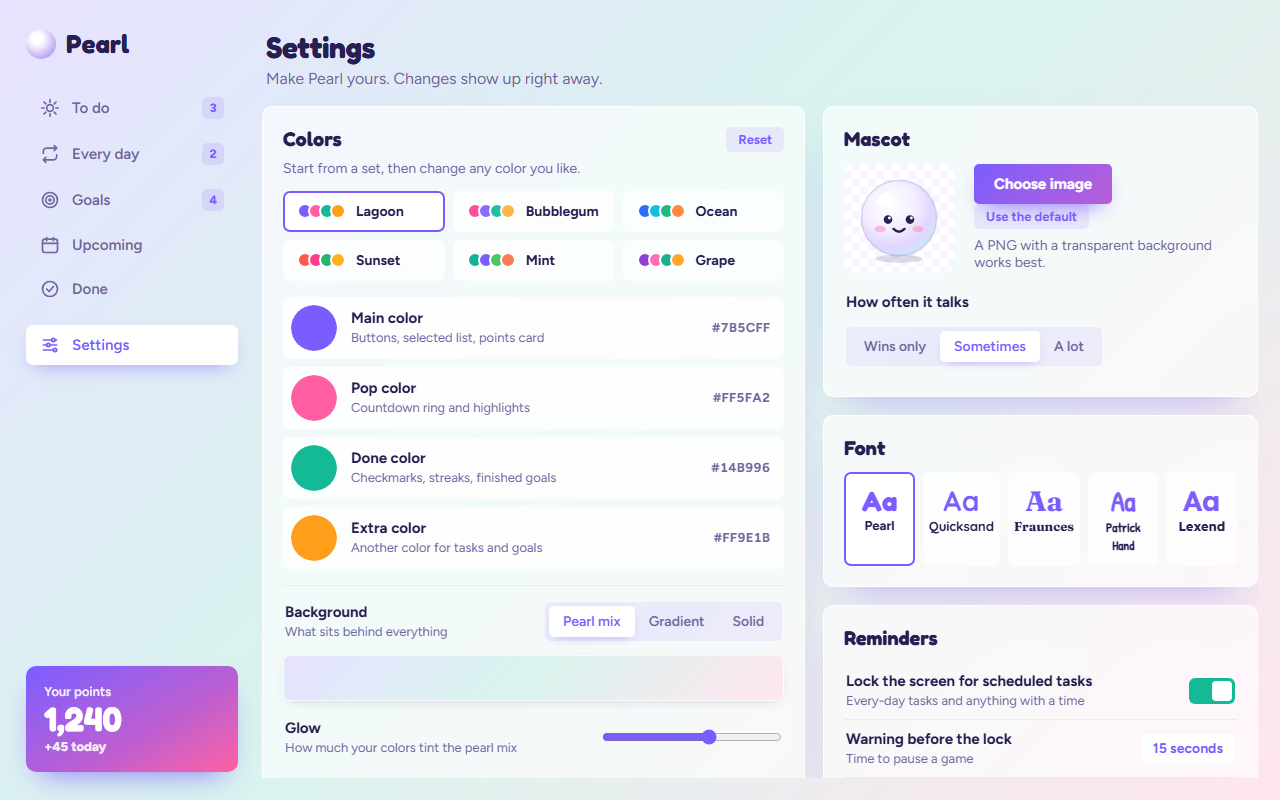 Pearl
To do
3
Every day
2
Goals
4
Upcoming
Done
Settings
Your points
1,240
+45 today
Settings
Make Pearl yours. Changes show up right away.
Colors
Reset
Start from a set, then change any color you like.
Lagoon
Bubblegum
Ocean
Sunset
Mint
Grape
Main color
Buttons, selected list, points card
#7B5CFF
Pop color
Countdown ring and highlights
#FF5FA2
Done color
Checkmarks, streaks, finished goals
#14B996
Extra color
Another color for tasks and goals
#FF9E1B
Background
What sits behind everything
Pearl mix
Gradient
Solid
Glow
How much your colors tint the pearl mix
Mascot
Choose image
Use the default
A PNG with a transparent background
works best.
How often it talks
Wins only
Sometimes
A lot
Font
Aa
Pearl
Aa
Quicksand
Aa
Fraunces
Aa
Patrick
Hand
Aa
Lexend
Reminders
Lock the screen for scheduled tasks
Every-day tasks and anything with a time
Warning before the lock
Time to pause a game
15 seconds